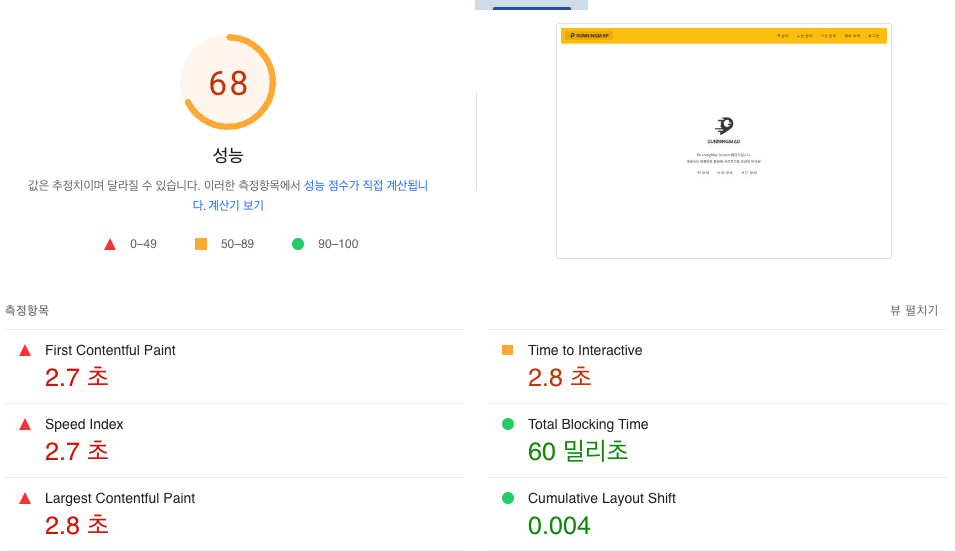 68
성능
값은 추정치이며 달라질 수 있습니다. 이러한 측정항목에서 성능 점수가 직접 계산됩니
다. 계산기 보기
0–49
50–89
90–100
RUNNINGMAP
RUNNINGMAP
측정항목
뷰 펼치기
First Contentful Paint
2.7 초
Time to Interactive
2.8 초
Speed Index
2.7 초
Total Blocking Time
60 밀리초
Largest Contentful Paint
2.8 초
Cumulative Layout Shift
0.004